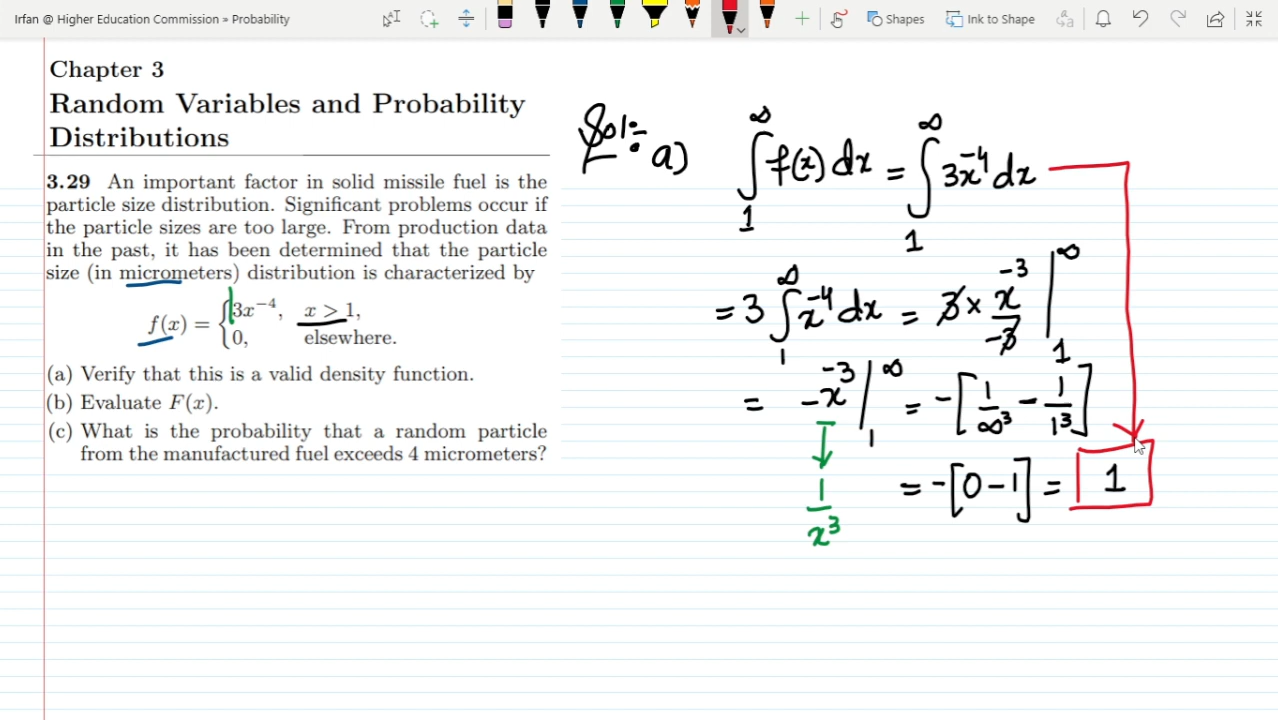 Irfan @ Higher Education Commission » Probability
Shapes
Ink to Shape
Chapter 3
Random Variables and Probability
Distributions
3.29 An important factor in solid missile fuel is the
particle size distribution. Significant problems occur if
the particle sizes are too large. From production data
in the past, it has been determined that the particle
size (in micrometers) distribution is characterized by
f(x) = { 3x⁻⁴, x > 1,
0, elsewhere.
(a) Verify that this is a valid density function.
(b) Evaluate F(x).
(c) What is the probability that a random particle
from the manufactured fuel exceeds 4 micrometers?
Sol:- a) ∫₁^∞ f(x) dx = ∫₁^∞ 3x⁻⁴ dx
= 3 ∫₁^∞ x⁻⁴ dx = 3 × x⁻³/-3 |₁^∞
= -x⁻³ |₁^∞ = -[1/∞³ - 1/1³]
1/x³
= -[0 - 1] = 1